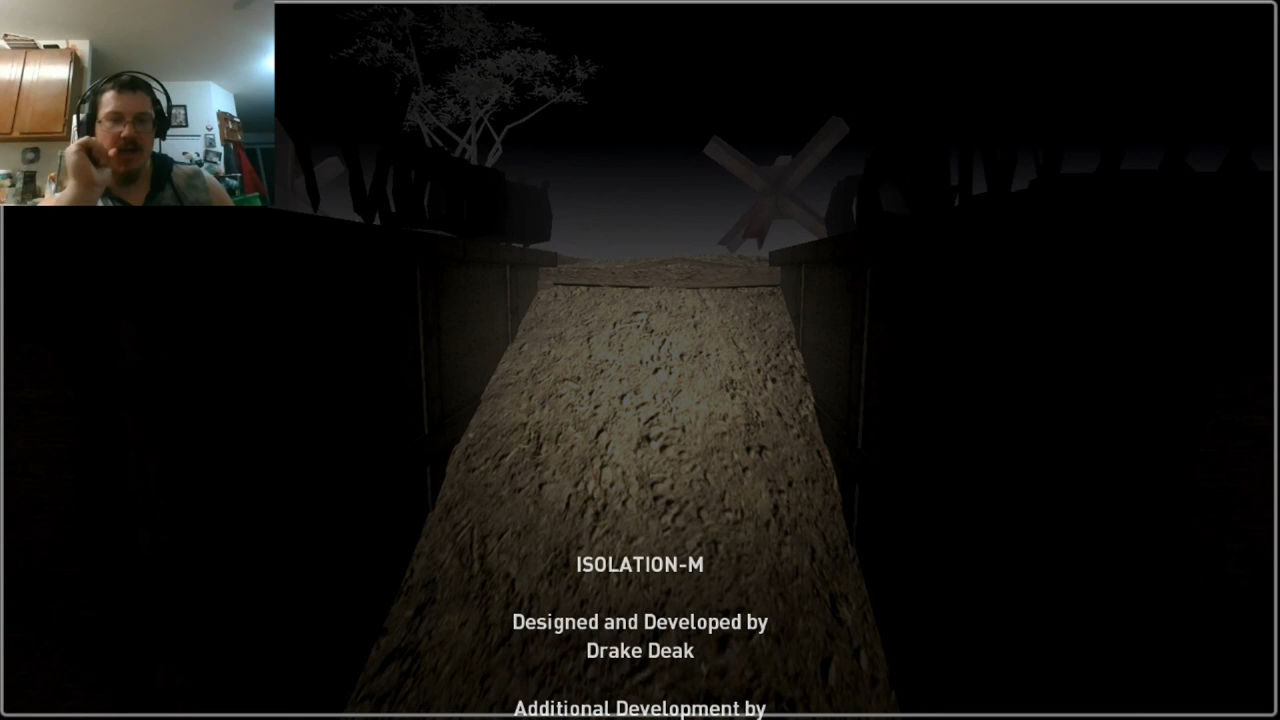 ISOLATION-M
Designed and Developed by
Drake Deak
Additional Development by